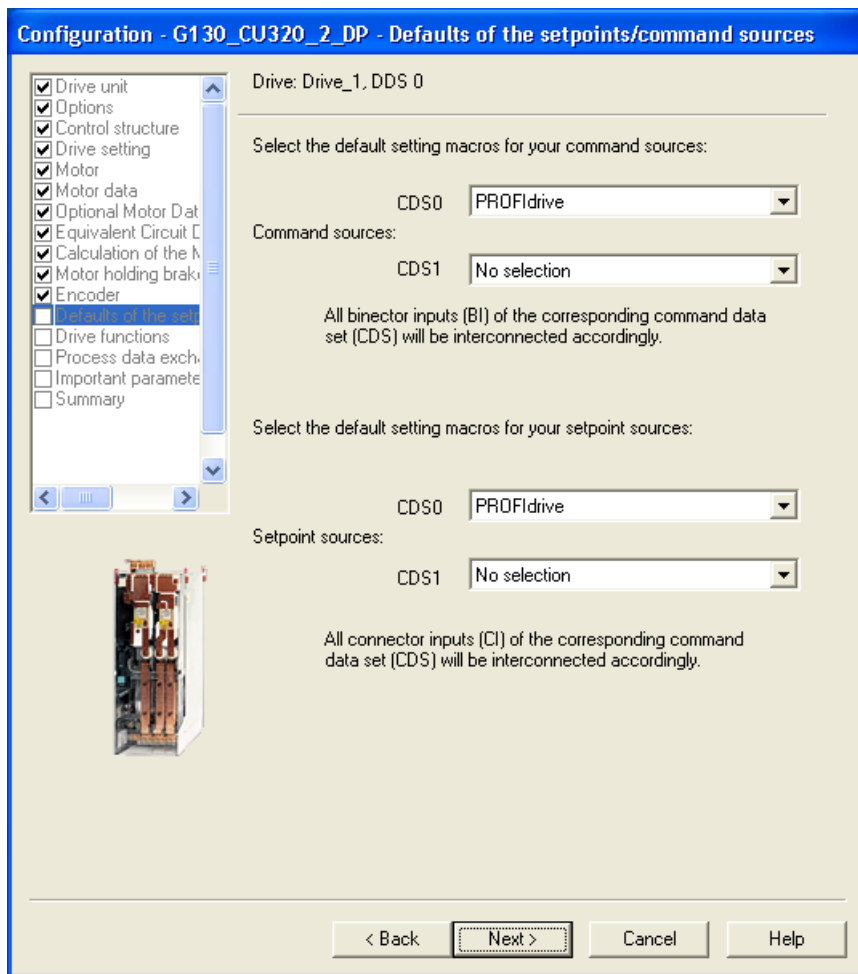 Configuration - G130_CU320_2_DP - Defaults of the setpoints/command sources
Drive unit
Options
Control structure
Drive setting
Motor
Motor data
Optional Motor Dat
Equivalent Circuit D
Calculation of the M
Motor holding brake
Encoder
Defaults of the setp
Drive functions
Process data exch
Important paramete
Summary
Drive: Drive_1, DDS 0
Select the default setting macros for your command sources:
CDS0 PROFIdrive
Command sources:
CDS1 No selection
All binector inputs (BI) of the corresponding command data
set (CDS) will be interconnected accordingly.
Select the default setting macros for your setpoint sources:
CDS0 PROFIdrive
Setpoint sources:
CDS1 No selection
All connector inputs (CI) of the corresponding command
data set (CDS) will be interconnected accordingly.
< Back Next > Cancel Help